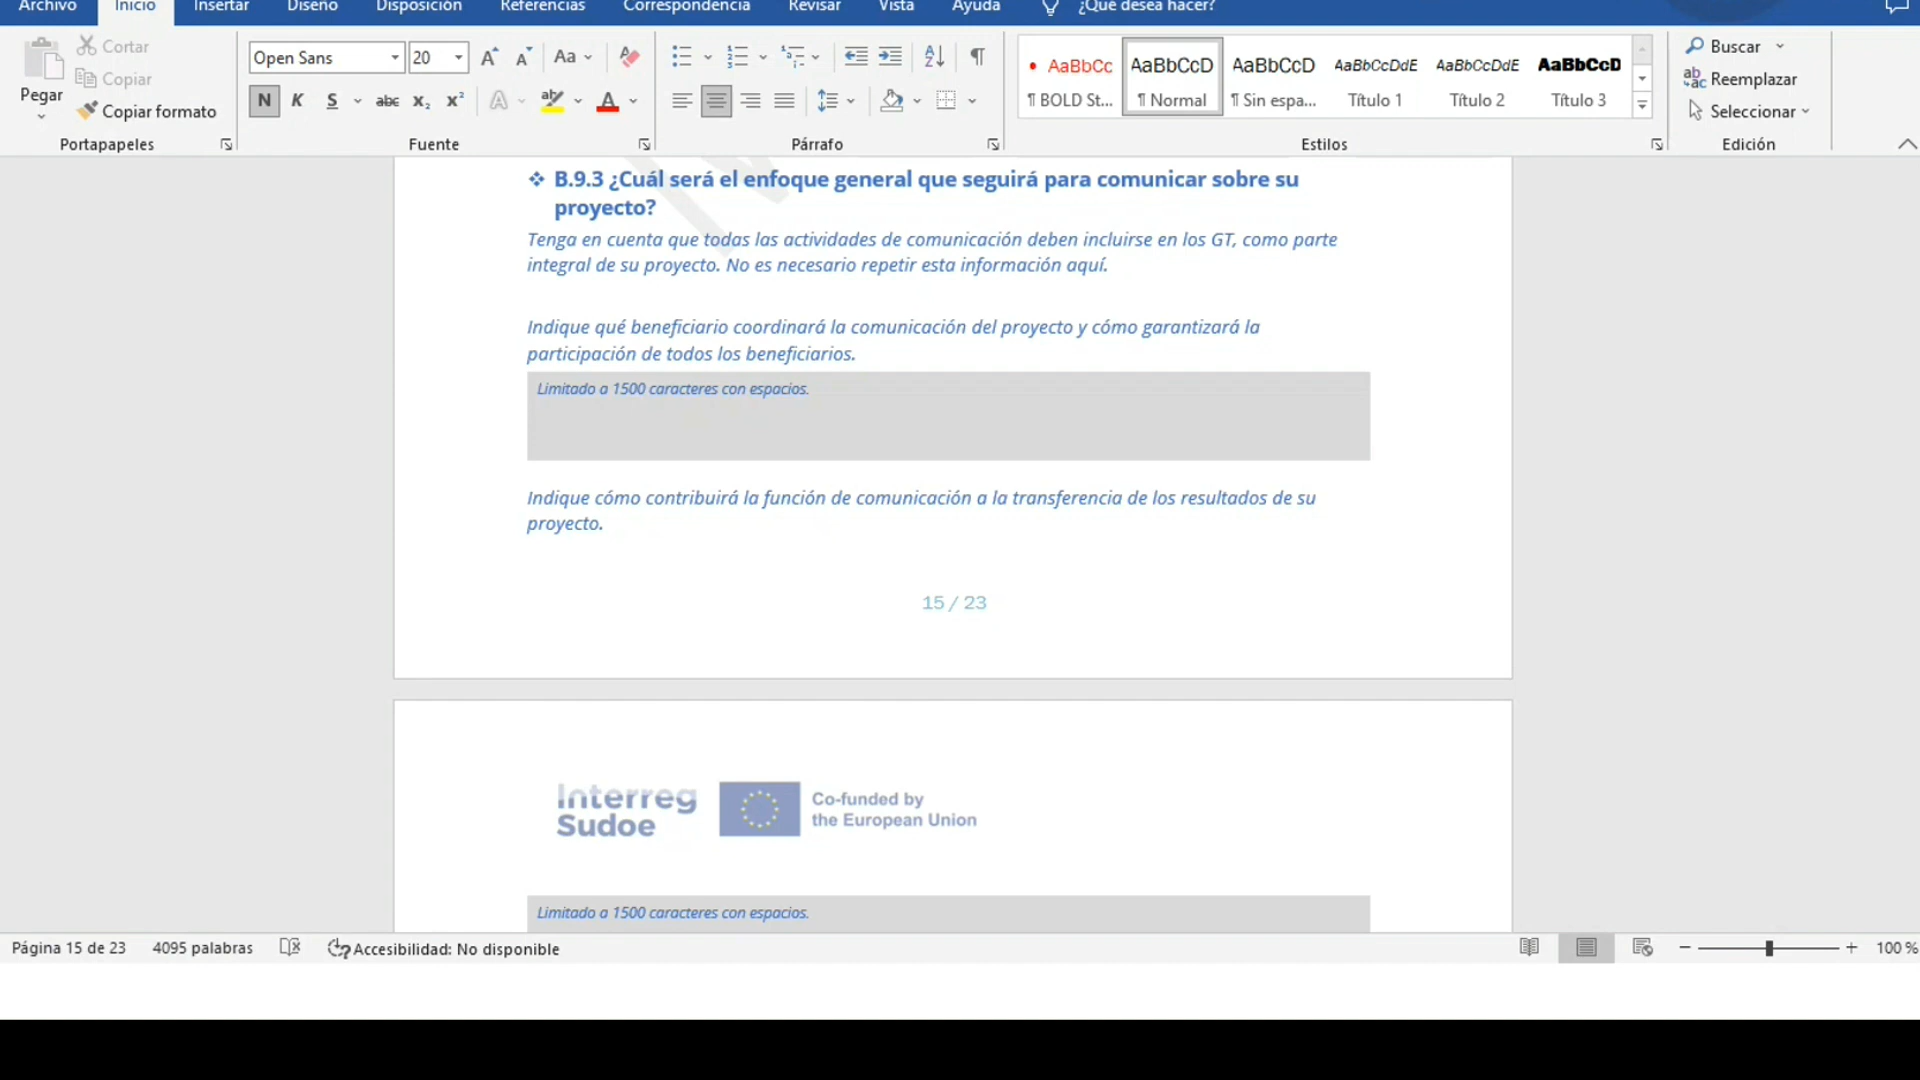 Archivo Inicio Insertar Diseño Disposición Referencias Correspondencia Revisar Vista Ayuda ¿Qué desea hacer?
Pegar
Cortar
Copiar
Copiar formato
Portapapeles
Open Sans 20
N K S abc
Fuente
Párrafo
AaBbCc AaBbCcD AaBbCcD AaBbCcDdE AaBbCcDdE AaBbCcD
¶ BOLD St... ¶ Normal ¶ Sin espa... Título 1 Título 2 Título 3
Estilos
Buscar
Reemplazar
Seleccionar
Edición
B.9.3 ¿Cuál será el enfoque general que seguirá para comunicar sobre su
proyecto?
Tenga en cuenta que todas las actividades de comunicación deben incluirse en los GT, como parte
integral de su proyecto. No es necesario repetir esta información aquí.
Indique qué beneficiario coordinará la comunicación del proyecto y cómo garantizará la
participación de todos los beneficiarios.
Limitado a 1500 caracteres con espacios.
Indique cómo contribuirá la función de comunicación a la transferencia de los resultados de su
proyecto.
15 / 23
Interreg
Sudoe
Co-funded by
the European Union
Limitado a 1500 caracteres con espacios.
Página 15 de 23 4095 palabras Accesibilidad: No disponible 100 %